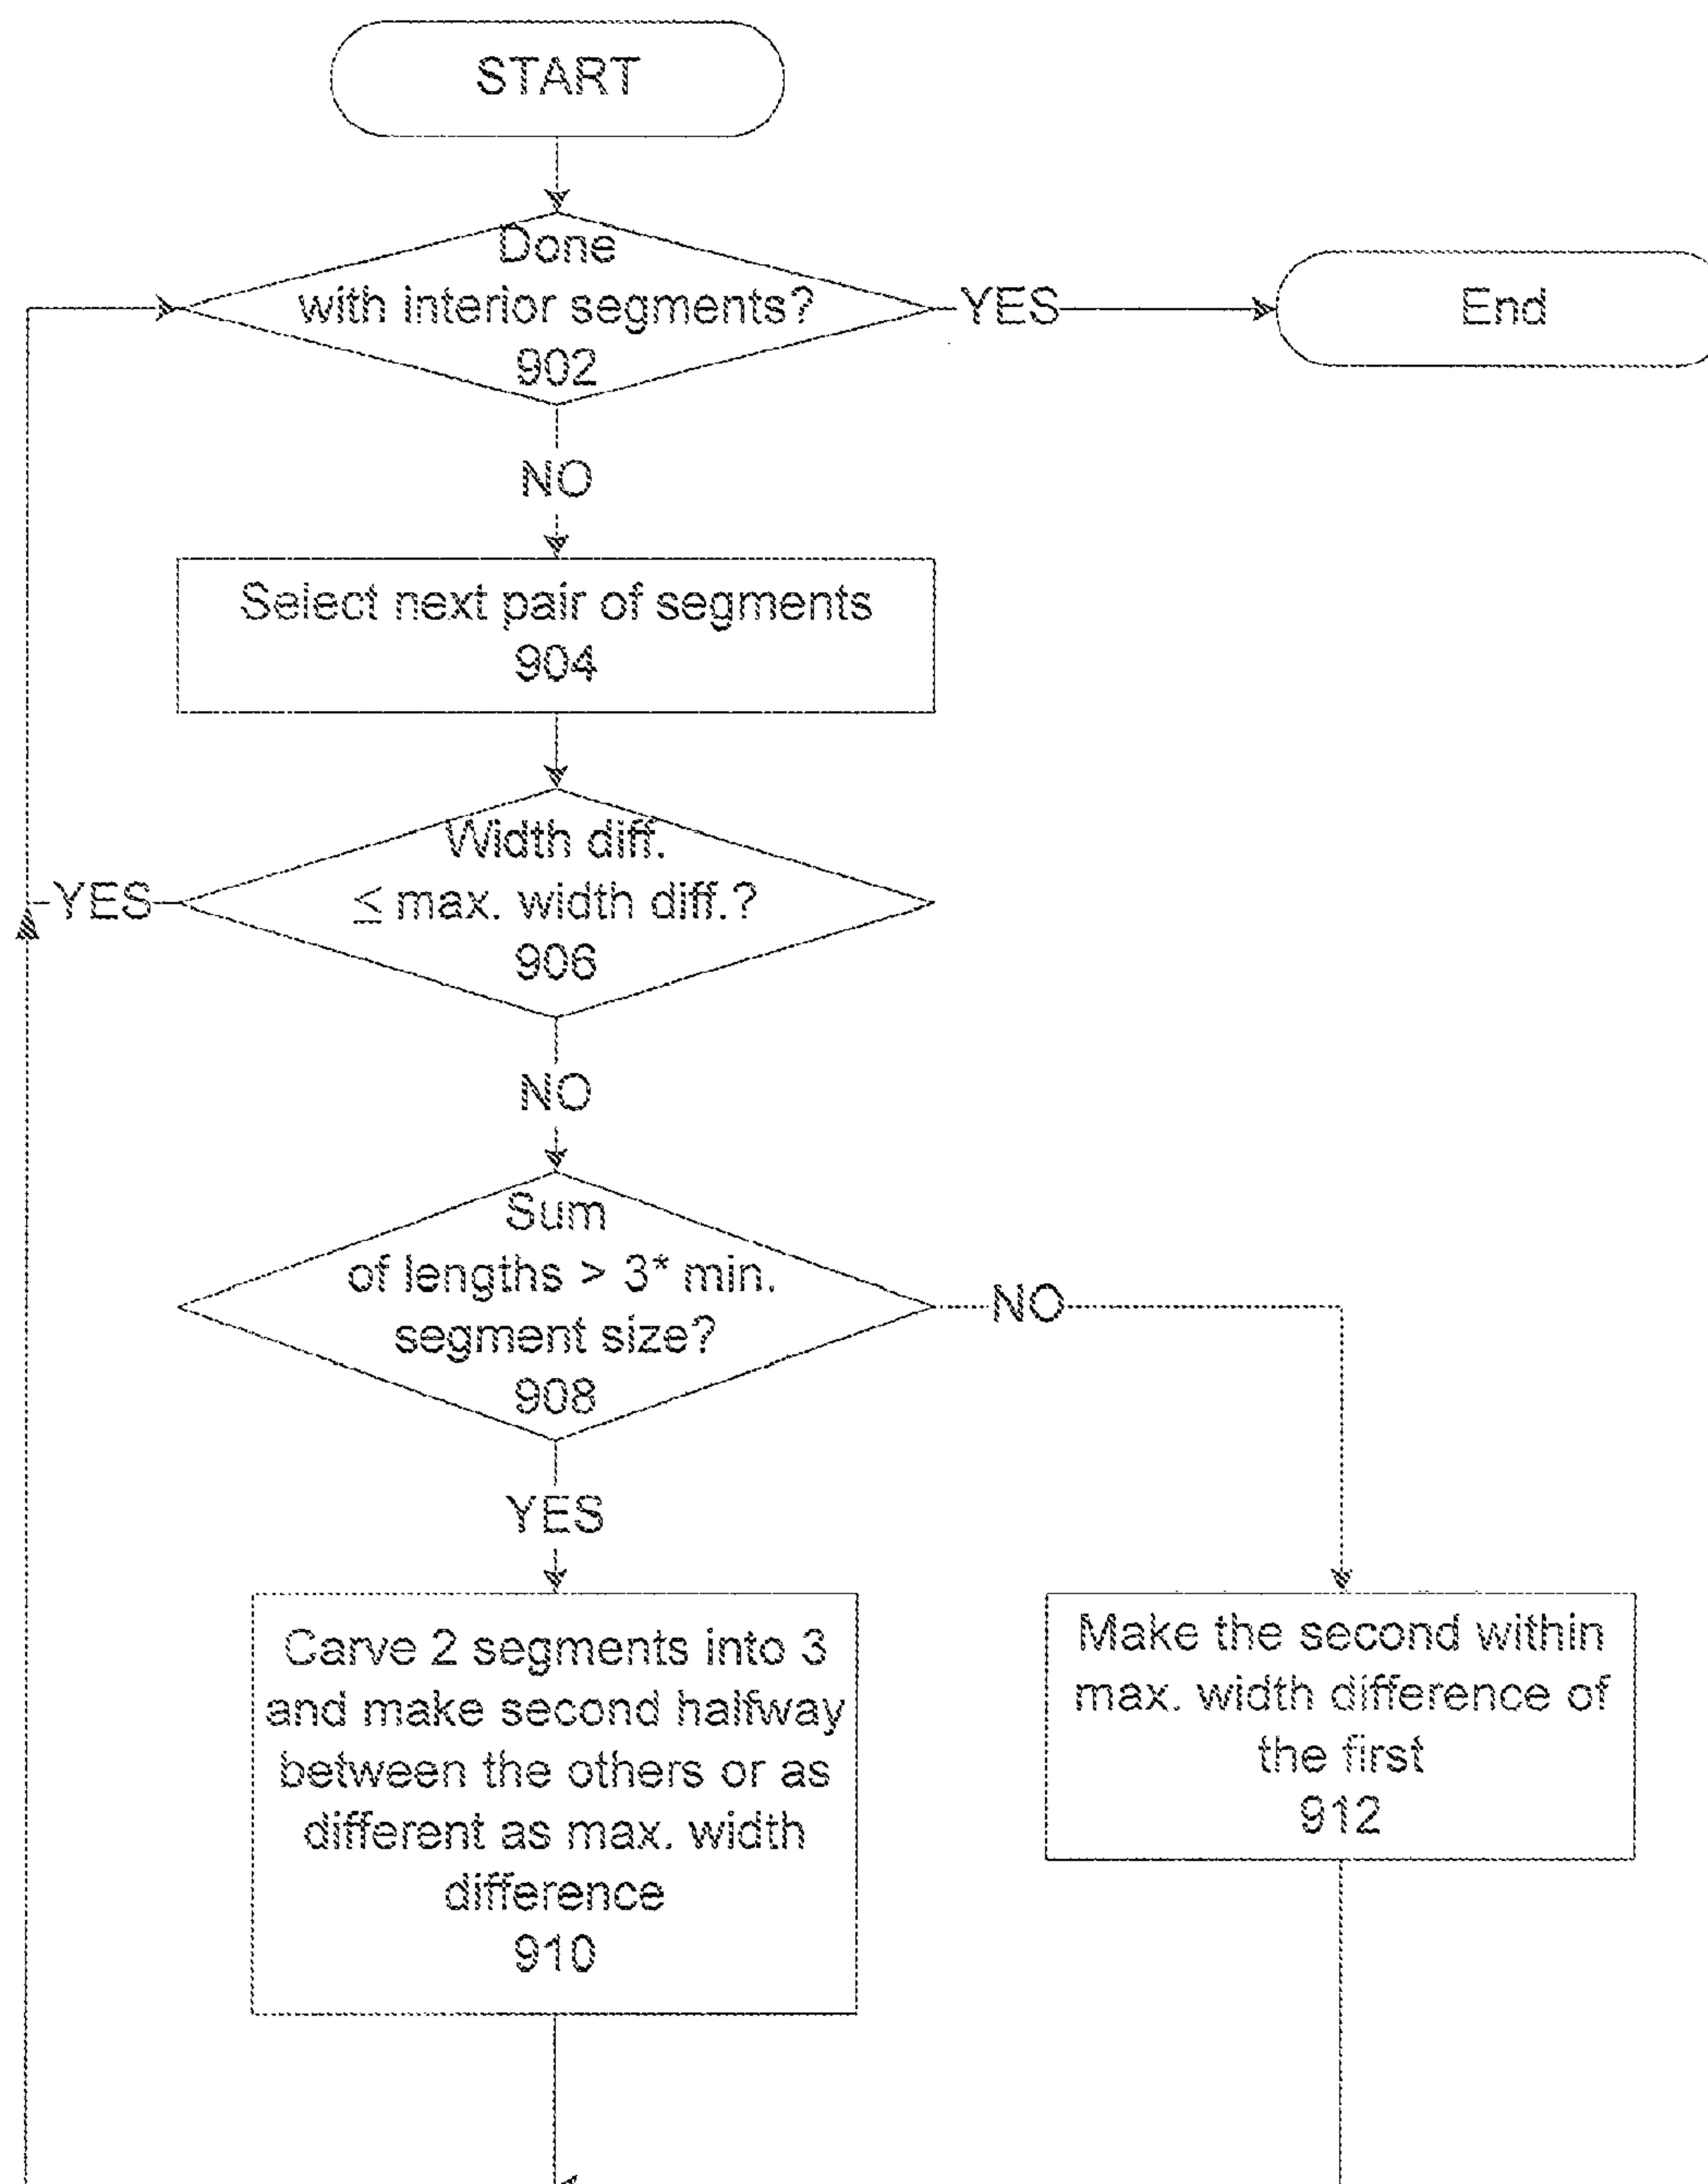 START
Done
with interior segments?
902
YES
End
NO
Select next pair of segments
904
Width diff.
≤ max. width diff.?
906
YES
NO
Sum
of lengths > 3* min.
segment size?
908
NO
YES
Carve 2 segments into 3
and make second halfway
between the others or as
different as max. width
difference
910
Make the second within
max. width difference of
the first
912